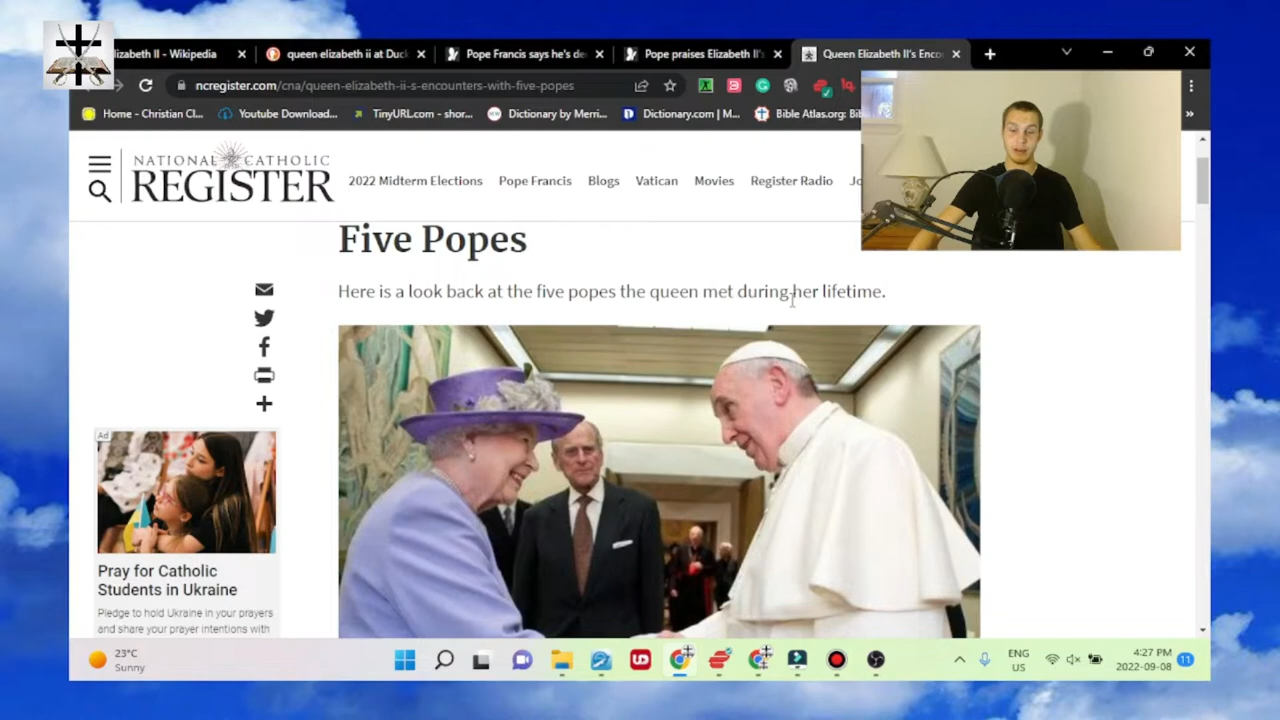 lizabeth II - Wikipedia
queen elizabeth ii at Duc
Pope Francis says he's de
Pope praises Elizabeth II's
Queen Elizabeth II's Enco
ncregister.com/cna/queen-elizabeth-ii-s-encounters-with-five-popes
Home - Christian Cl...
Youtube Download...
TinyURL.com - shor...
Dictionary by Merri...
Dictionary.com | M...
Bible Atlas.org: Bi
»
NATIONAL CATHOLIC
REGISTER
2022 Midterm Elections
Pope Francis
Blogs
Vatican
Movies
Register Radio
Jo
Five Popes
Here is a look back at the five popes the queen met during her lifetime.
Ad
Pray for Catholic
Students in Ukraine
Pledge to hold Ukraine in your prayers
and share your prayer intentions with
23°C
Sunny
UD
ENG
US
4:27 PM
2022-09-08
11